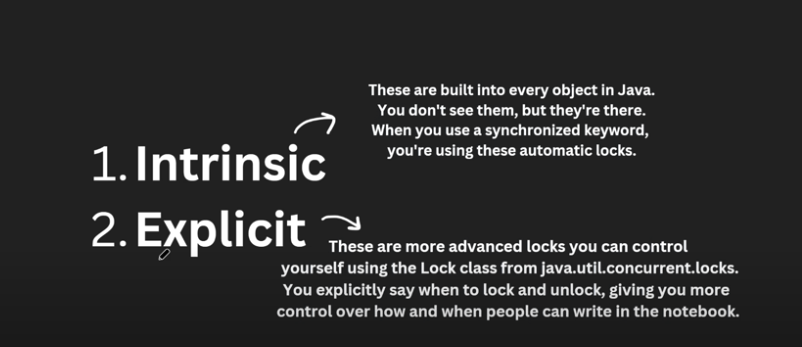 These are built into every object in Java.
You don't see them, but they're there.
When you use a synchronized keyword,
you're using these automatic locks.
1. Intrinsic
2. Explicit
These are more advanced locks you can control
yourself using the Lock class from java.util.concurrent.locks.
You explicitly say when to lock and unlock, giving you more
control over how and when people can write in the notebook.